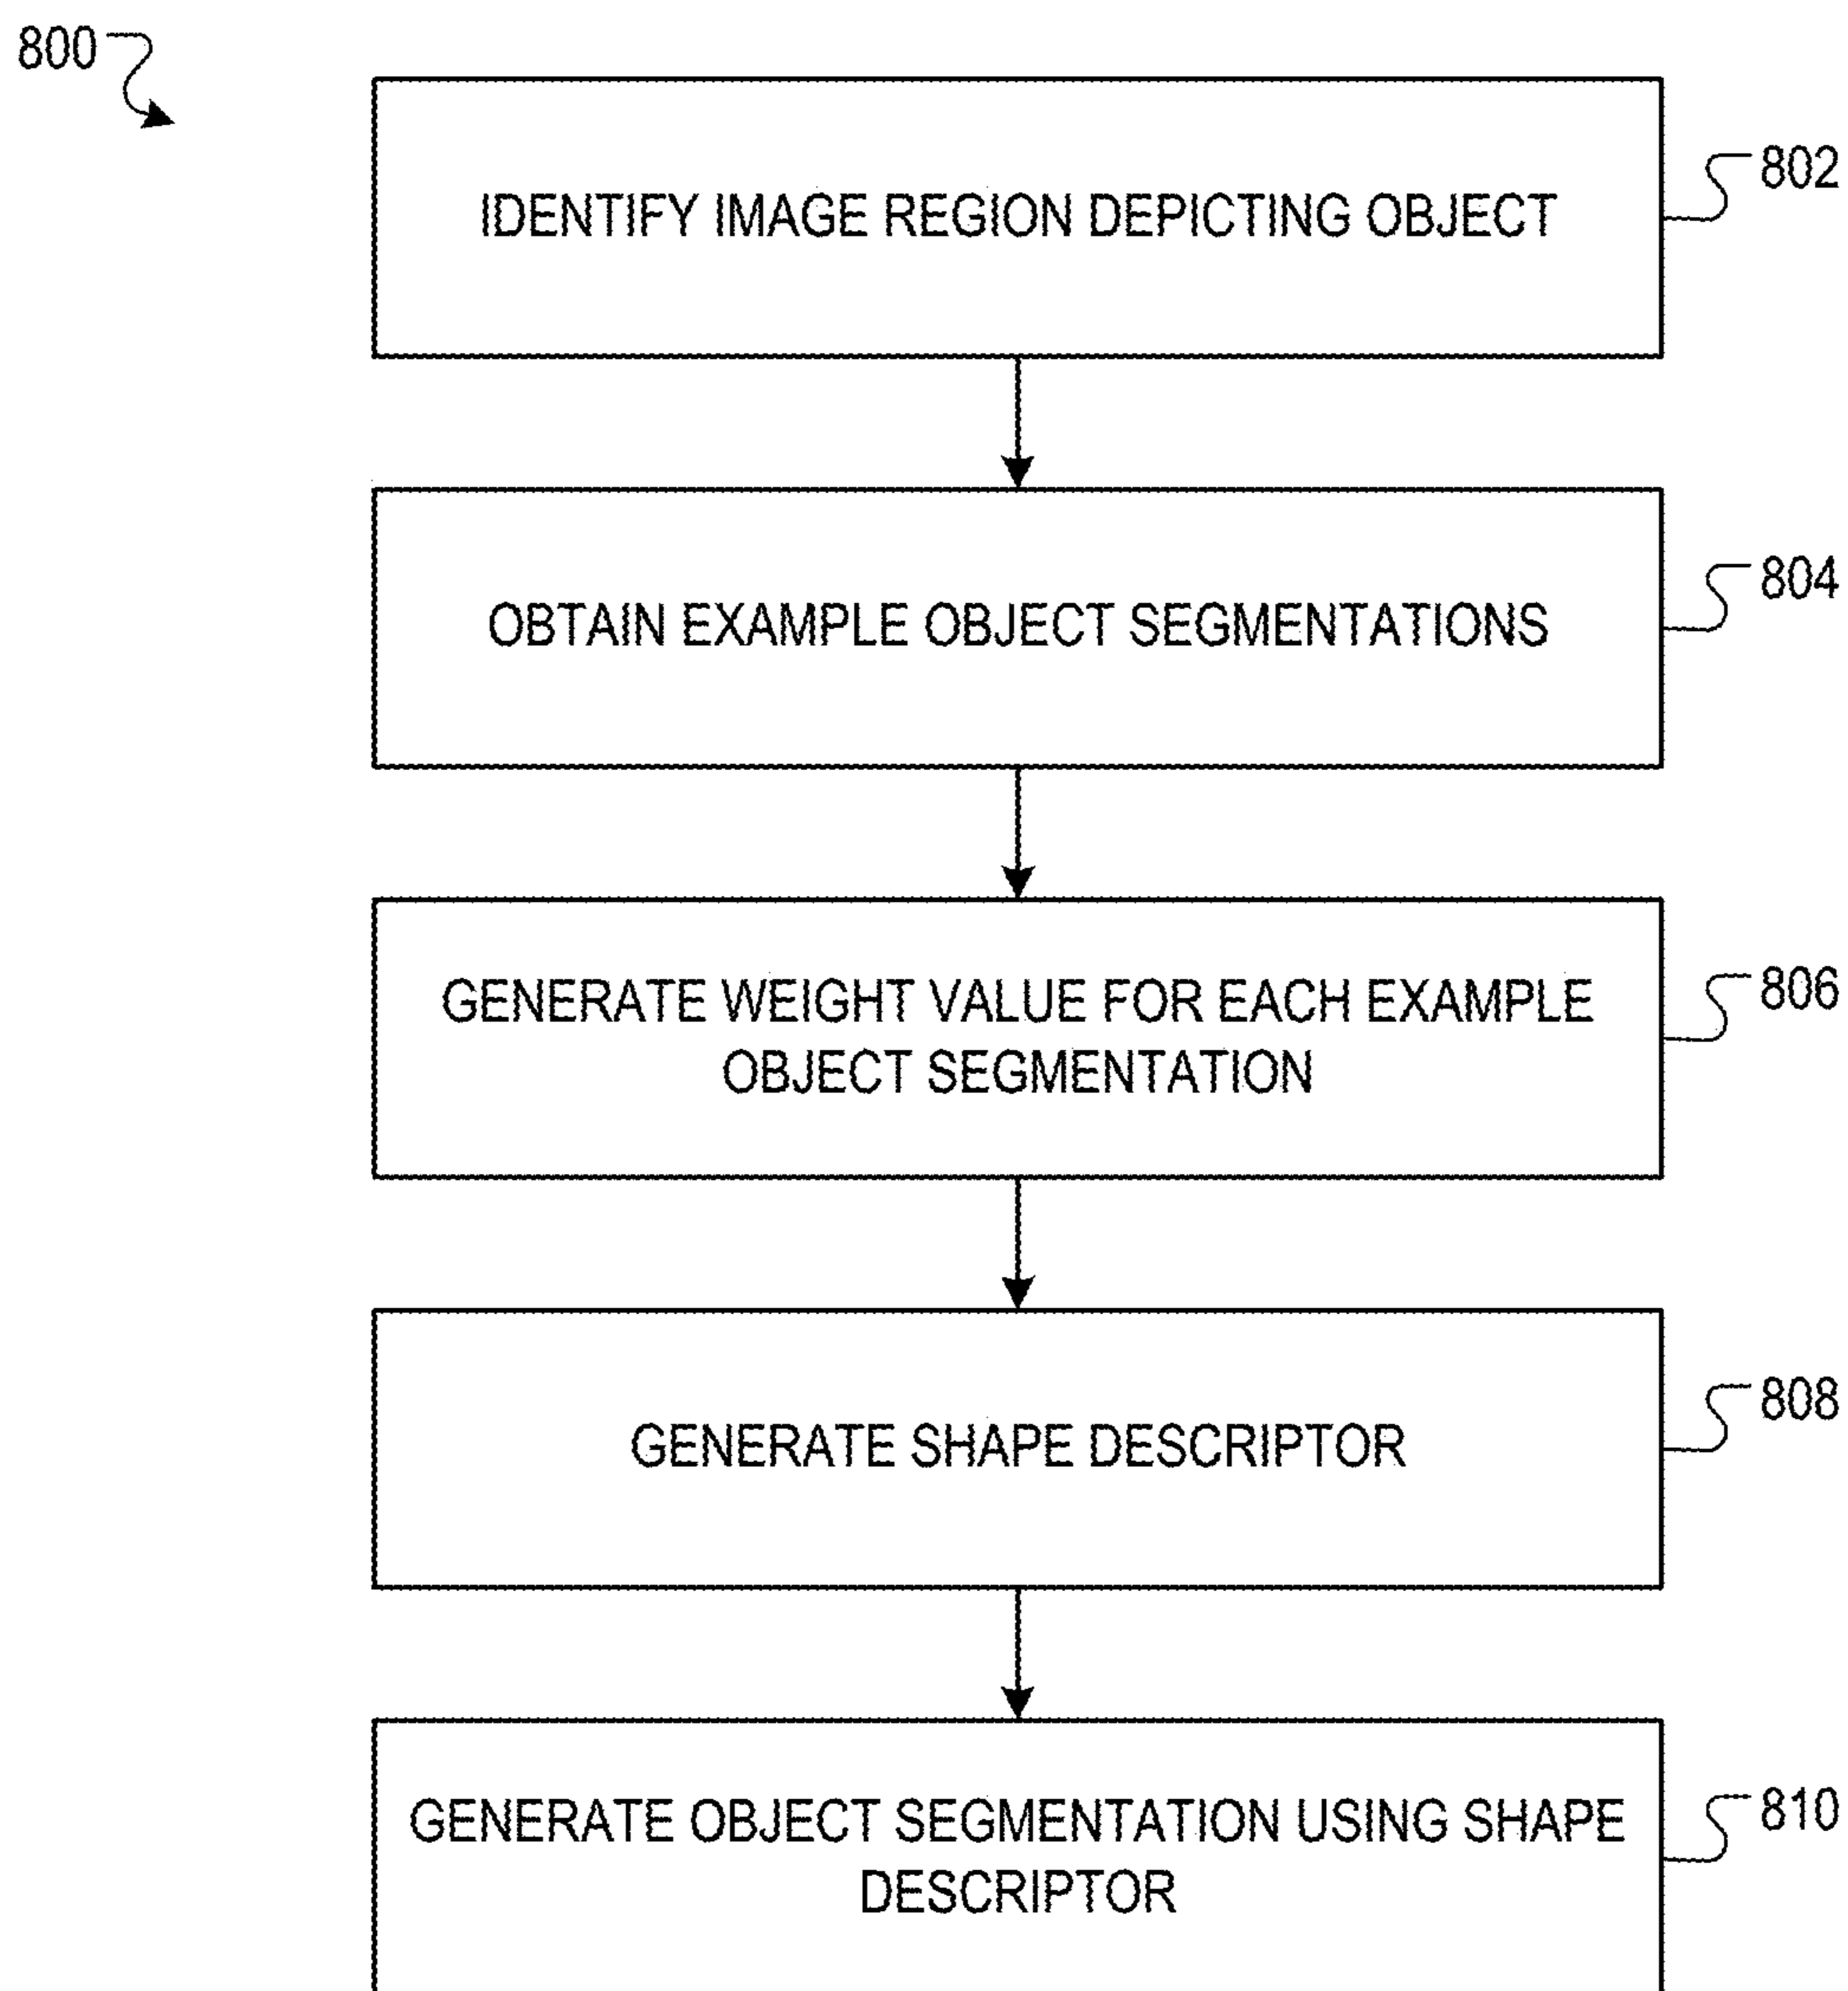 800
IDENTIFY IMAGE REGION DEPICTING OBJECT
802
OBTAIN EXAMPLE OBJECT SEGMENTATIONS
804
GENERATE WEIGHT VALUE FOR EACH EXAMPLE
OBJECT SEGMENTATION
806
GENERATE SHAPE DESCRIPTOR
808
GENERATE OBJECT SEGMENTATION USING SHAPE
DESCRIPTOR
810